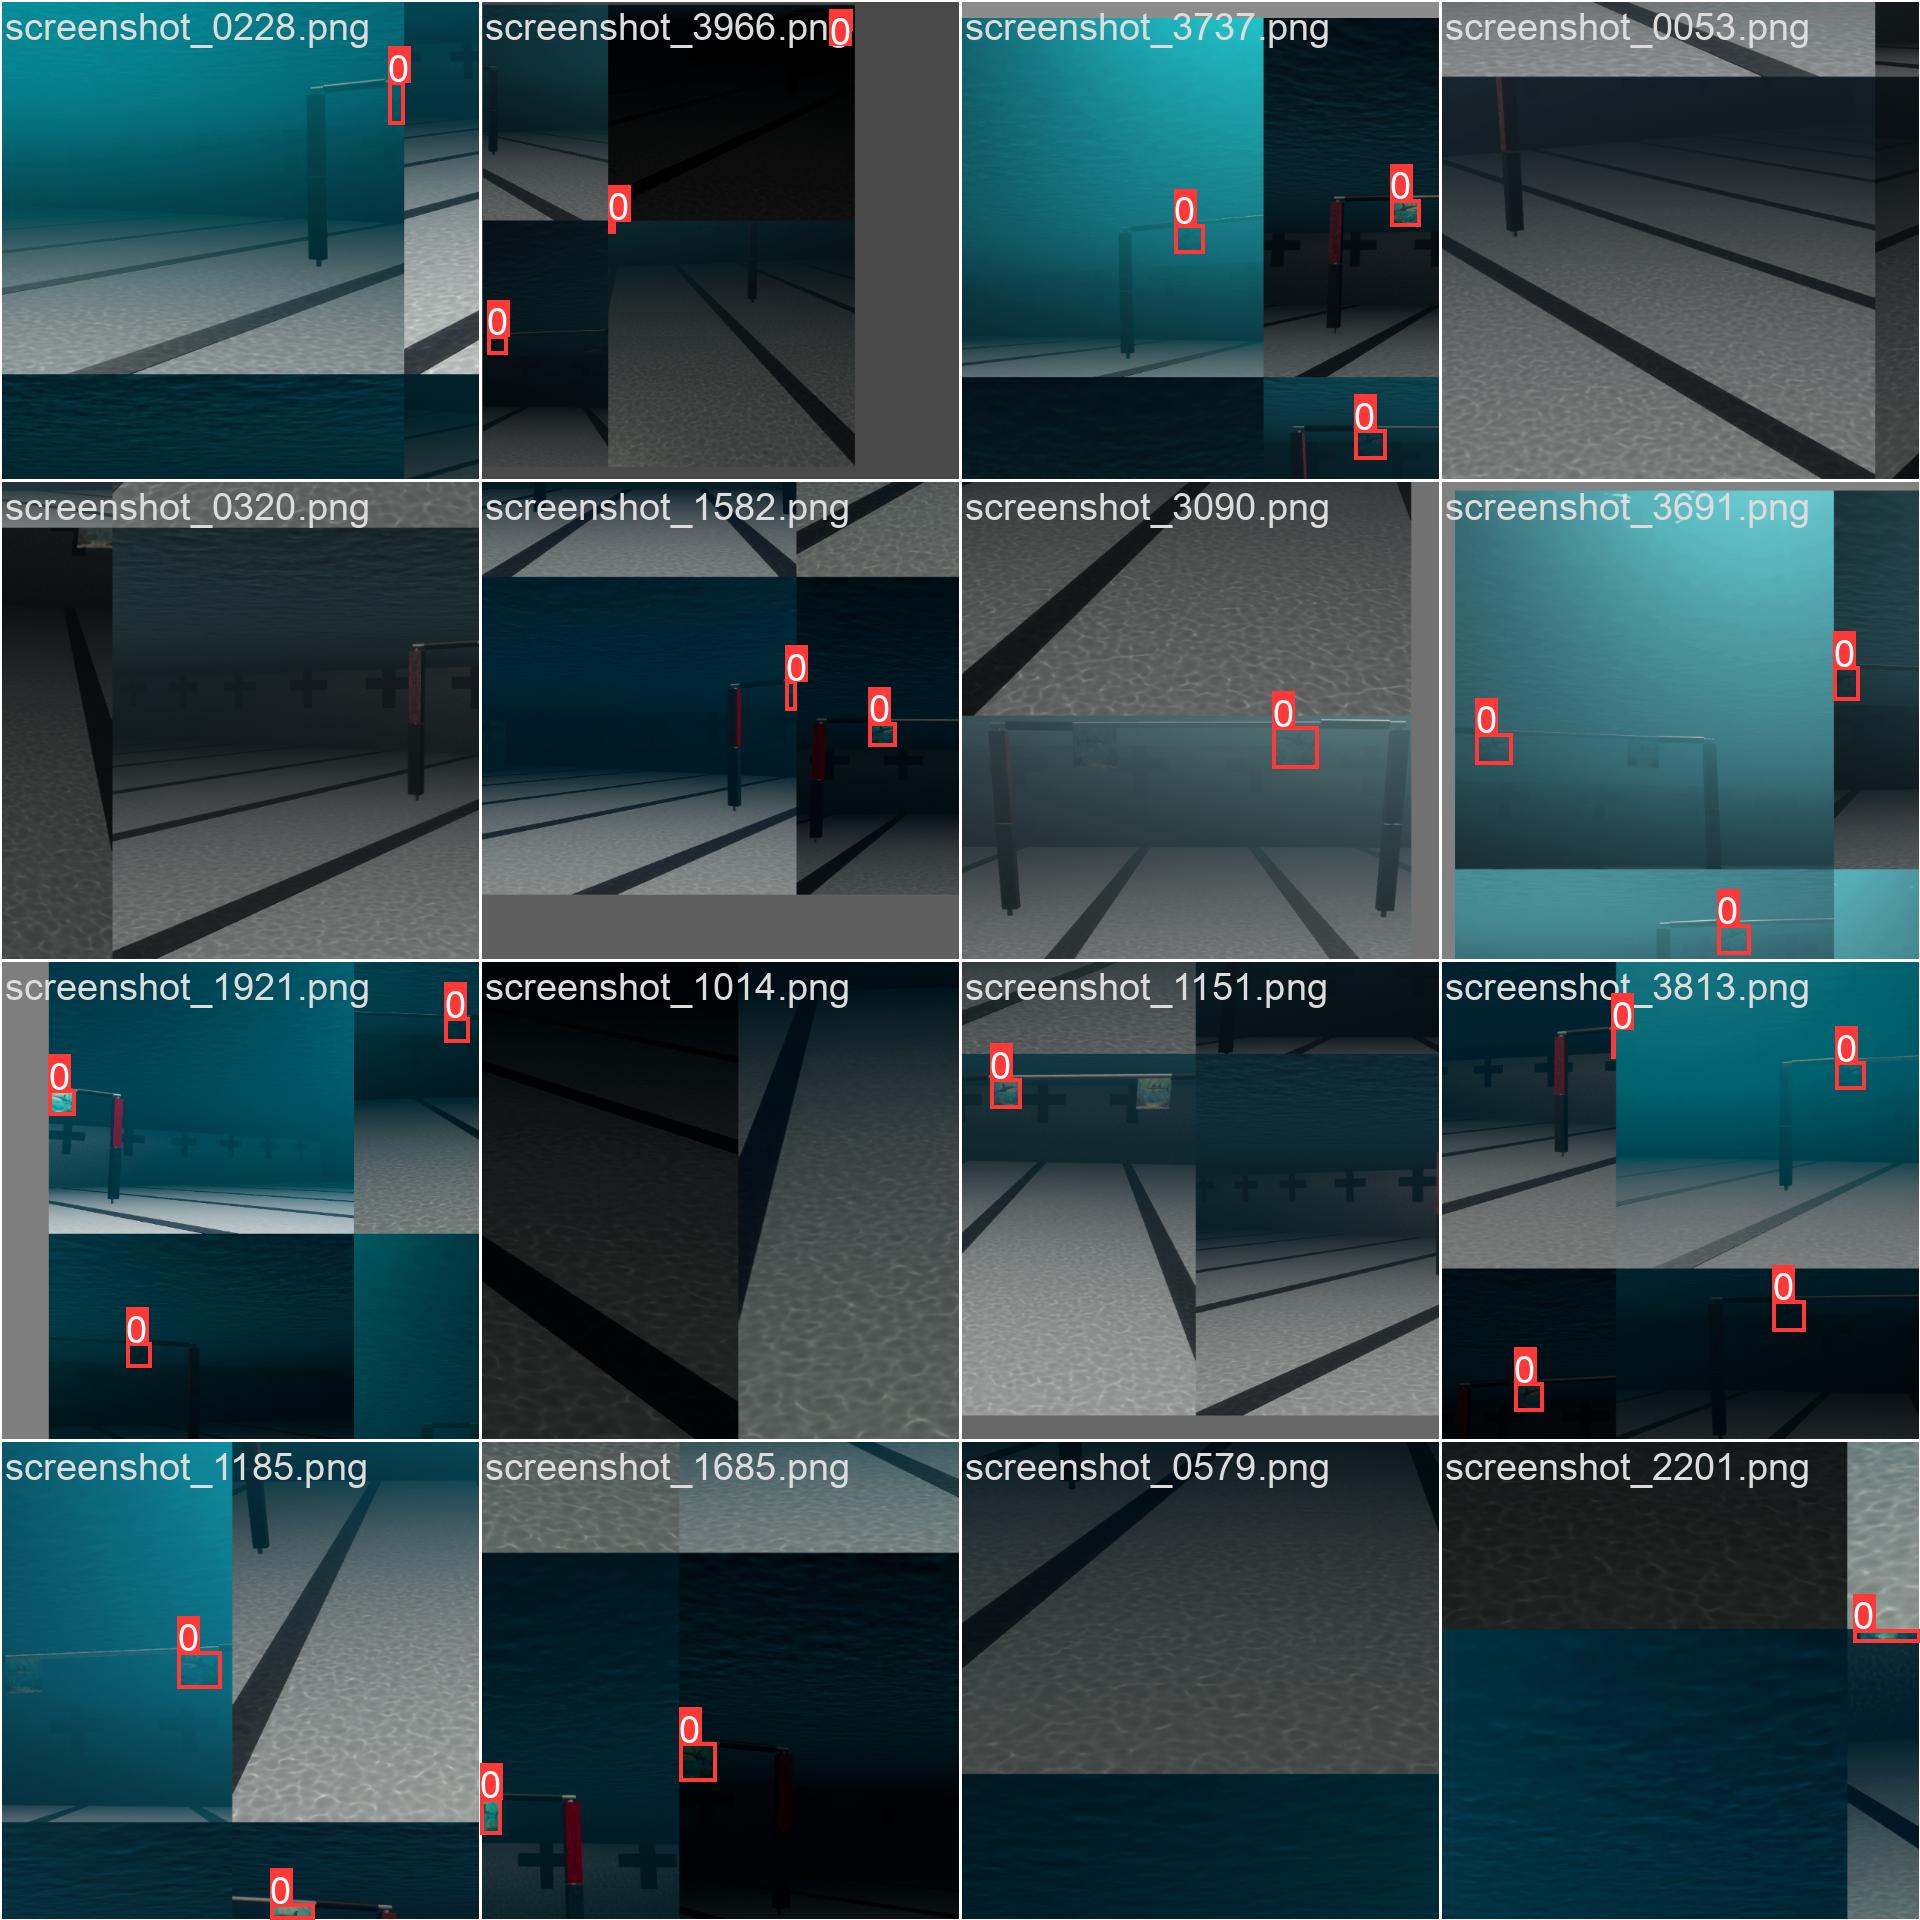 screenshot_0228.png
0
screenshot_3966.png
0
0
0
screenshot_3737.png
0
0
0
screenshot_0053.png
screenshot_0320.png
screenshot_1582.png
0
0
screenshot_3090.png
0
screenshot_3691.png
0
0
0
screenshot_1921.png
0
0
0
screenshot_1014.png
screenshot_1151.png
0
screenshot_3813.png
0
0
0
0
screenshot_1185.png
0
0
screenshot_1685.png
0
0
screenshot_0579.png
screenshot_2201.png
0